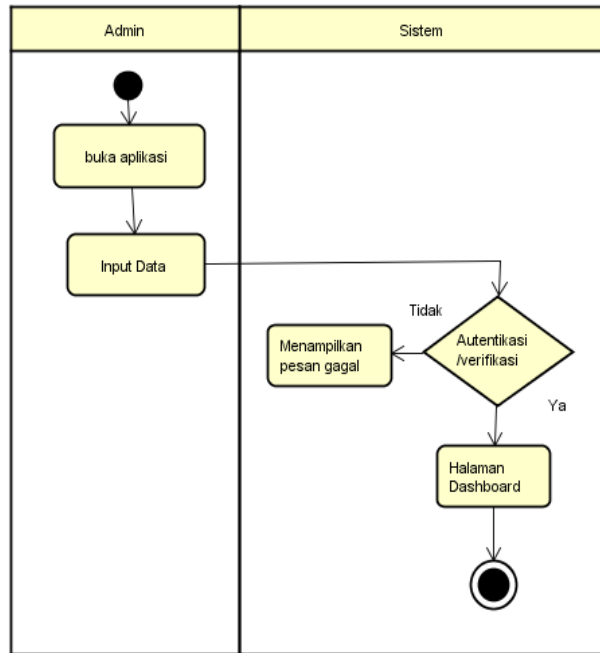 Admin
Sistem
buka aplikasi
Input Data
Tidak
Autentikasi
/verifikasi
Menampilkan
pesan gagal
Ya
Halaman
Dashboard